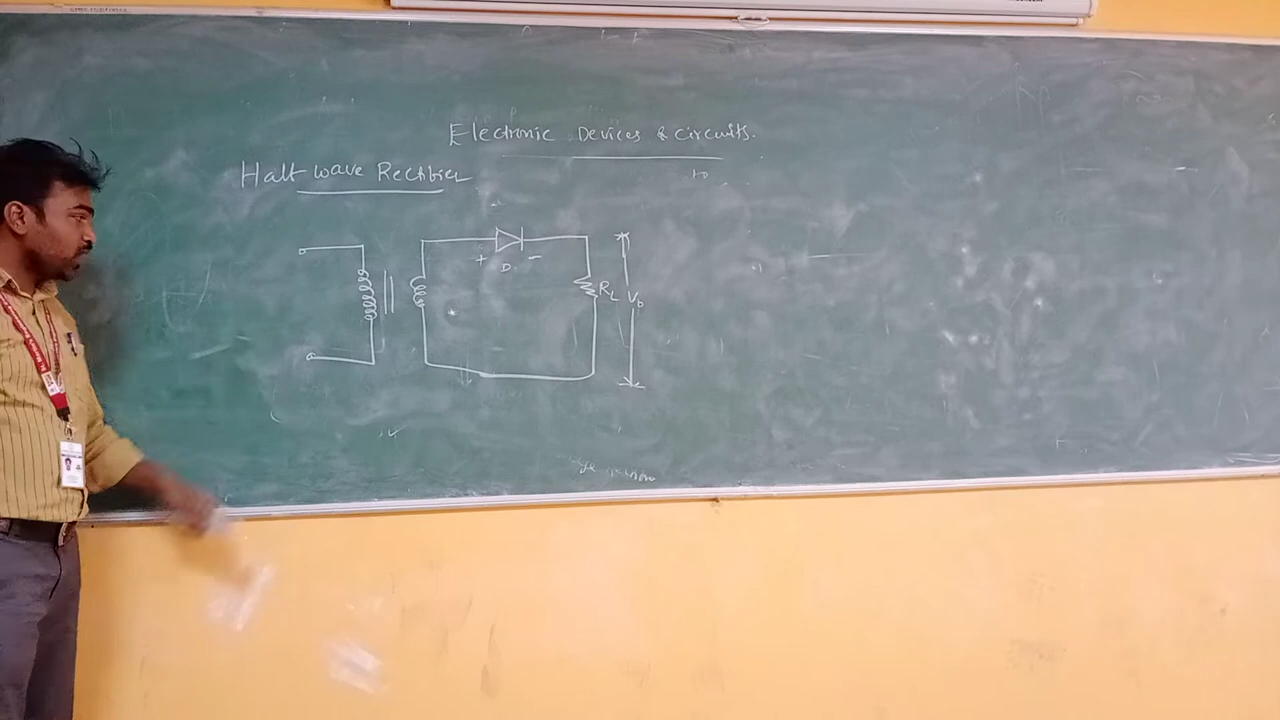 Electronic Devices & Circuits.
Half wave Rectifier
+ D. -
RL
Vo